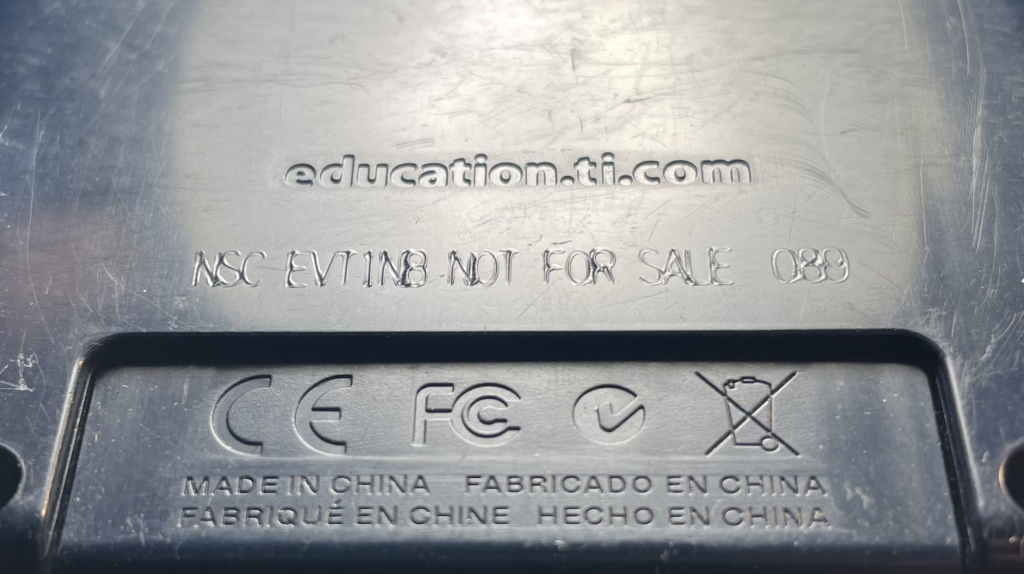 education.ti.com
NSC EVT1NB NOT FOR SALE 089
CE FC
MADE IN CHINA FABRICADO EN CHINA
FABRIQUÉ EN CHINE HECHO EN CHINA